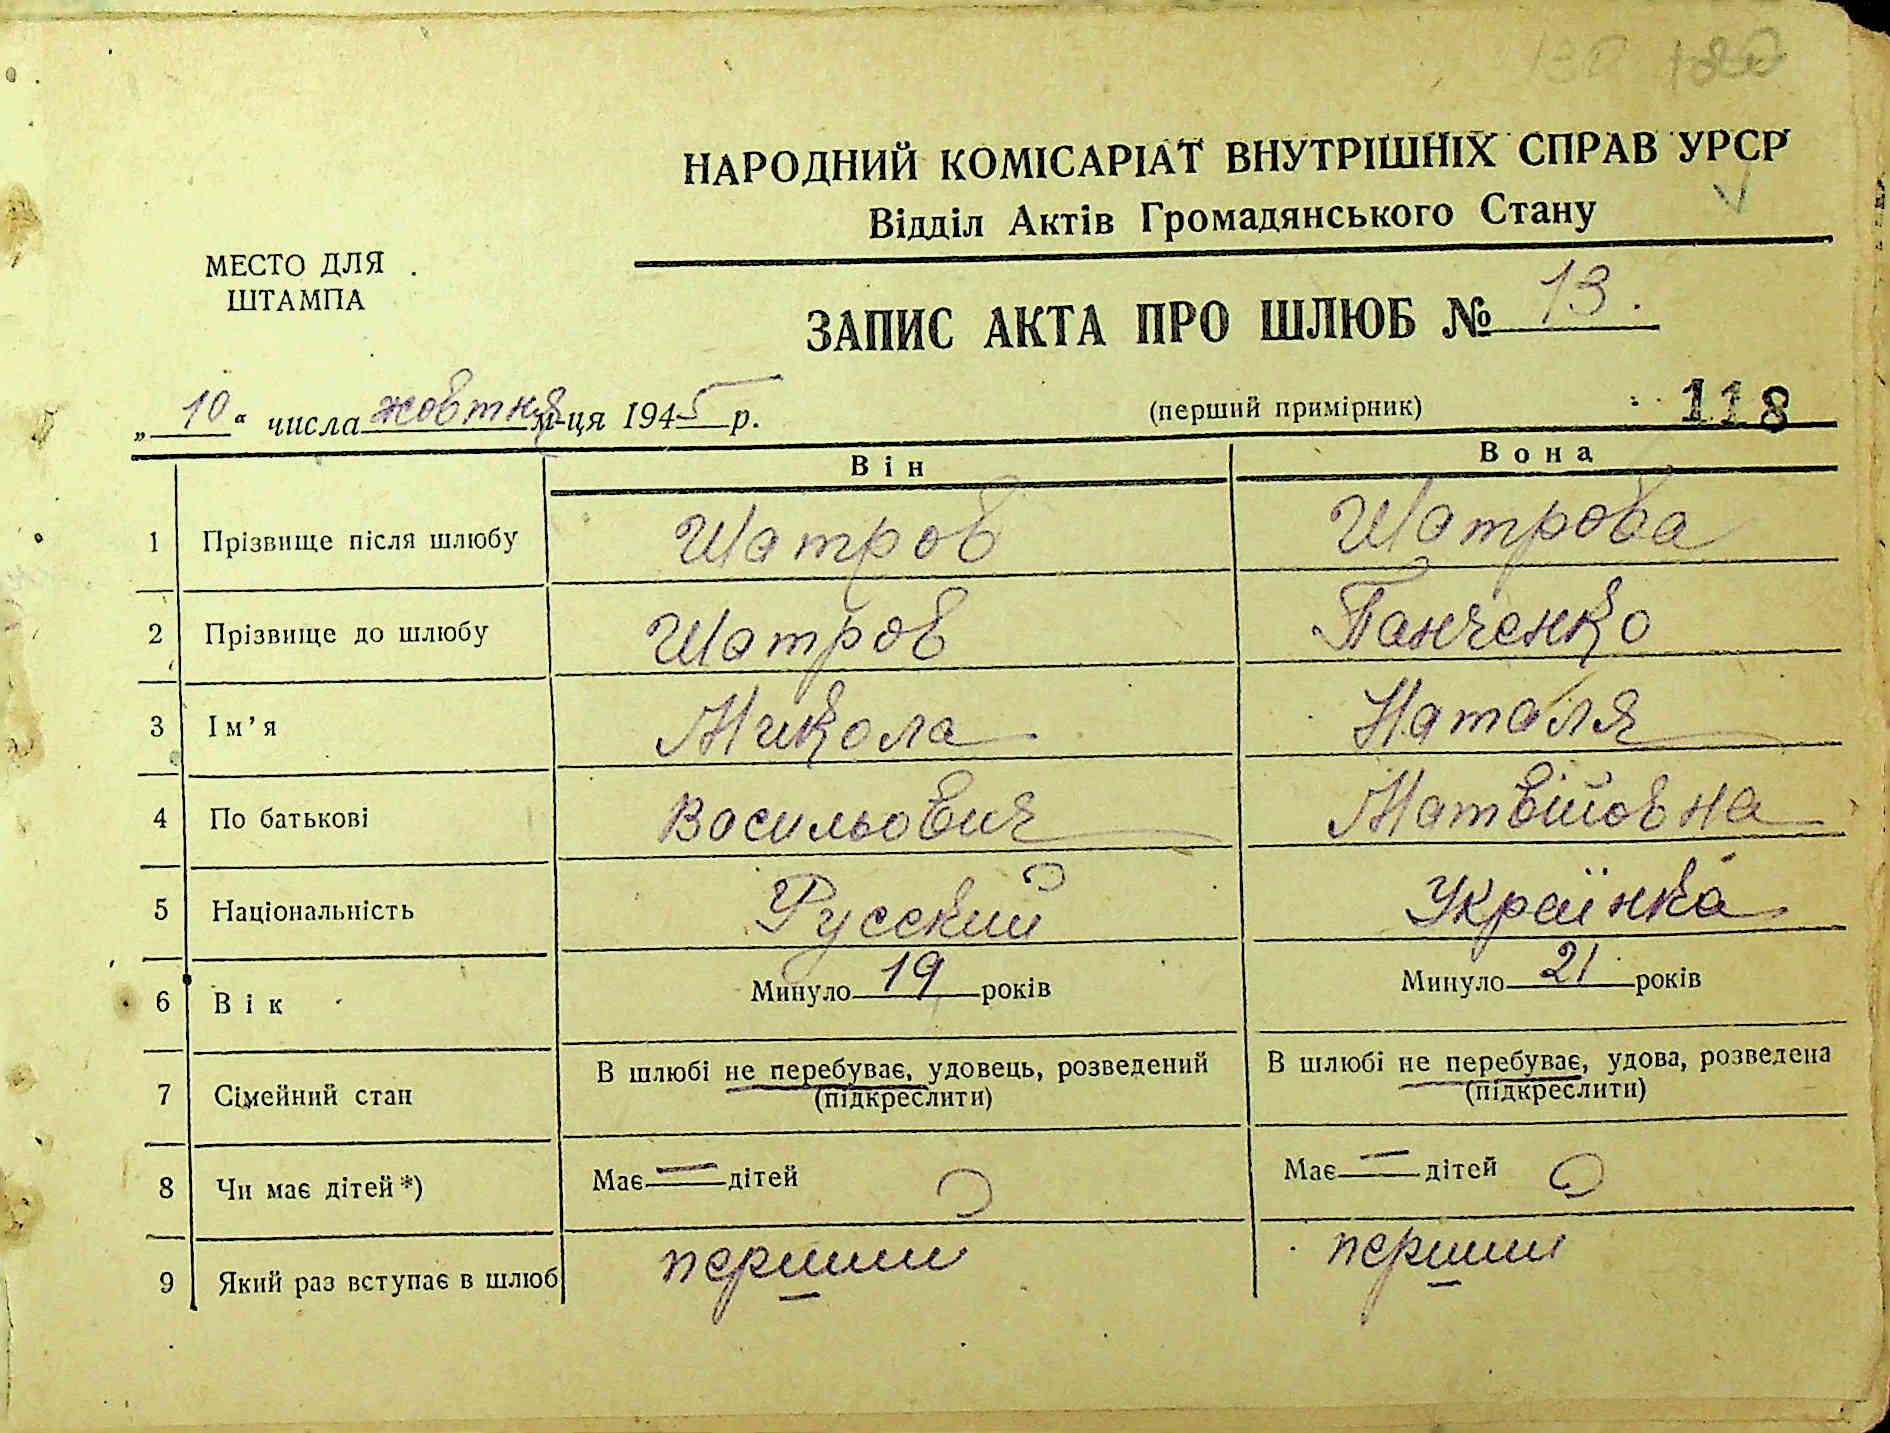 180
НАРОДНИЙ КОМІСАРІАТ ВНУТРІШНІХ СПРАВ УРСР
Відділ Актів Громадянського Стану
МЕСТО ДЛЯ
ШТАМПА
ЗАПИС АКТА ПРО ШЛЮБ № 13.
„10“ числа жовтня м-ця 1945 р.
(перший примірник)
118
Він Вона
1 Прізвище після шлюбу Шатров Шатрова
2 Прізвище до шлюбу Шатров Панченко
3 Ім’я Микола Наталя
4 По батькові Васильович Матвійовна
5 Національність Русский Українка
6 Вік Минуло 19 років Минуло 21 років
7 Сімейний стан В шлюбі не перебуває, удовець, розведений В шлюбі не перебуває, удова, розведена
(підкреслити) (підкреслити)
8 Чи має дітей*) Має — дітей Має — дітей
9 Який раз вступає в шлюб перший перший